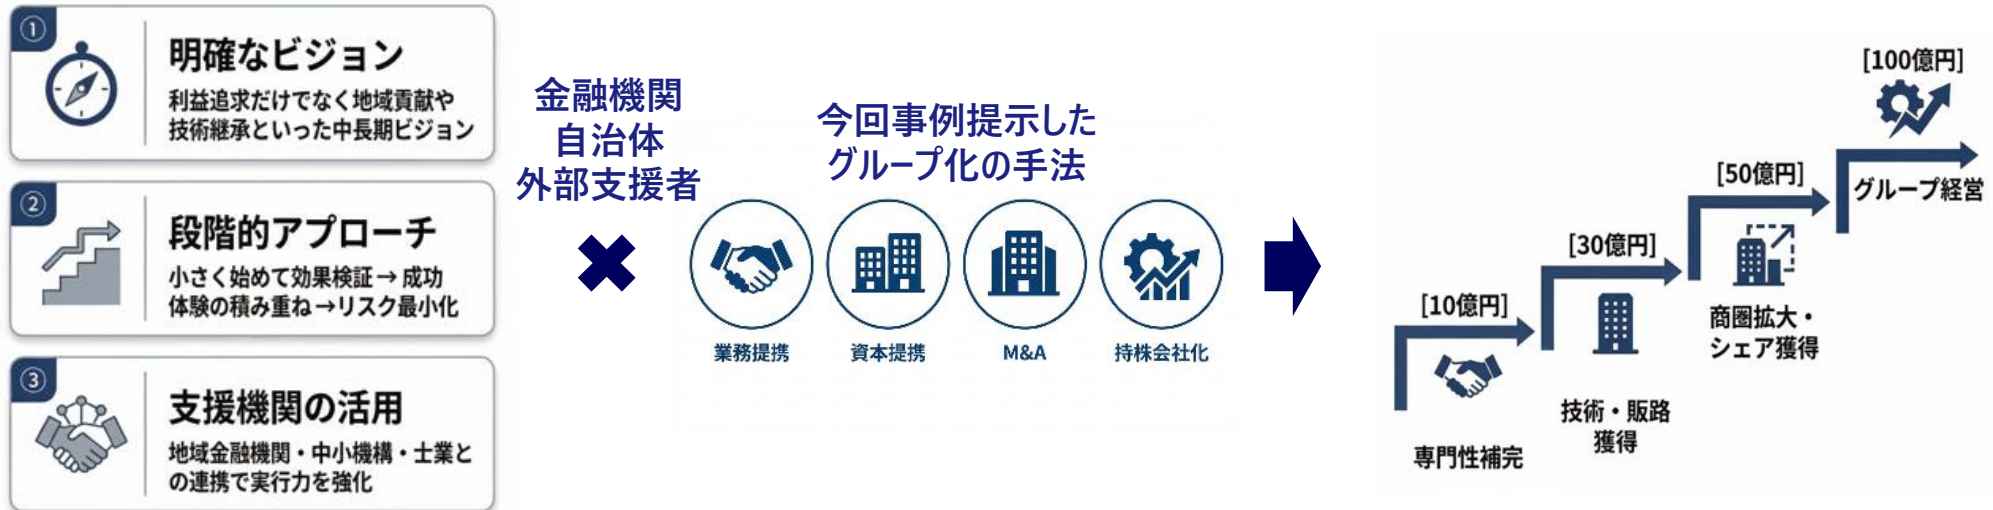 ①
明確なビジョン
利益追求だけでなく地域貢献や
技術継承といった中長期ビジョン
②
段階的アプローチ
小さく始めて効果検証→成功
体験の積み重ね→リスク最小化
③
支援機関の活用
地域金融機関・中小機構・士業と
の連携で実行力を強化
金融機関
自治体
外部支援者
今回事例提示した
グループ化の手法
業務提携
資本提携
M&A
持株会社化
[10億円]
専門性補完
[30億円]
技術・販路
獲得
[50億円]
商圏拡大・
シェア獲得
[100億円]
グループ経営